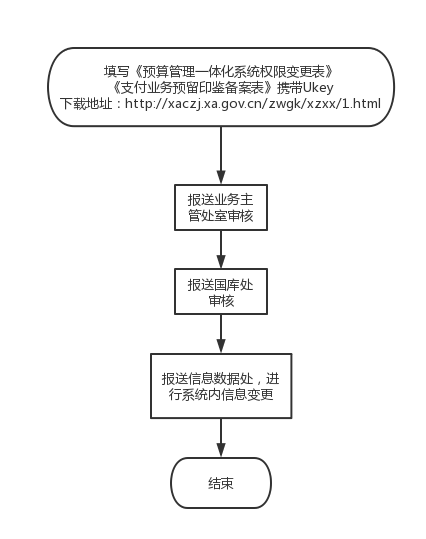 填写《预算管理一体化系统权限变更表》
《支付业务预留印鉴备案表》携带Ukey
下载地址：http://xaczj.xa.gov.cn/zwgk/xzxx/1.html
报送业务主
管处室审核
报送国库处
审核
报送信息数据处，进
行系统内信息变更
结束